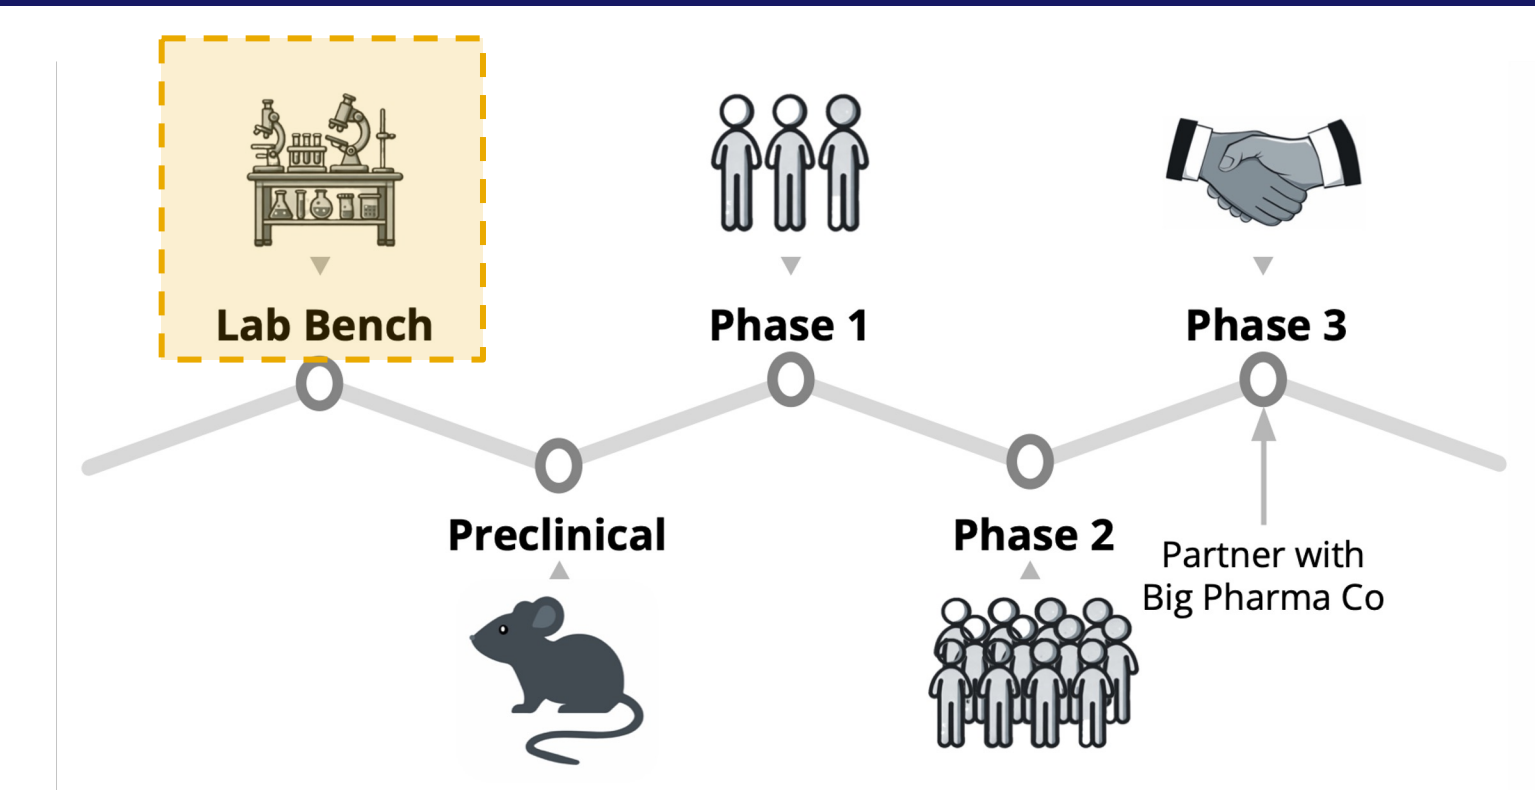 Lab Bench
Phase 1
Phase 3
Preclinical
Phase 2
Partner with
Big Pharma Co